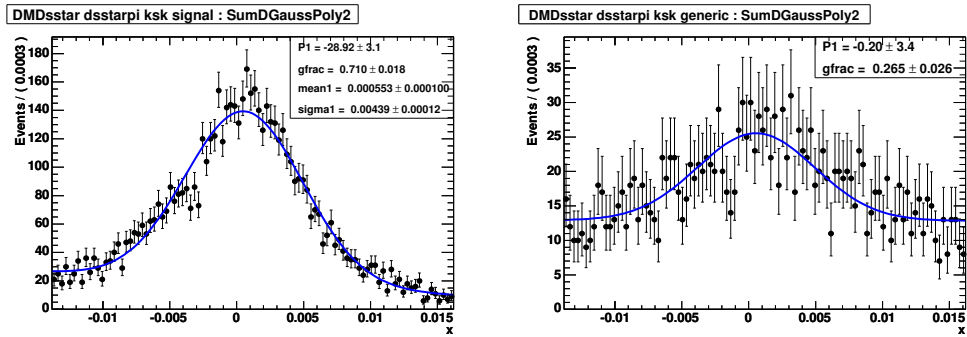 DMDsstar dsstarpi ksk signal : SumDGaussPoly2
Events / ( 0.0003 )
180
160
140
120
100
80
60
40
20
0
P1 = -28.92 ± 3.1
gfrac = 0.710 ± 0.018
mean1 = 0.000553 ± 0.000100
sigma1 = 0.00439 ± 0.00012
-0.01 -0.005 0 0.005 0.01 0.015
x
DMDsstar dsstarpi ksk generic : SumDGaussPoly2
Events / ( 0.0003 )
35
30
25
20
15
10
5
0
P1 = -0.20 ± 3.4
gfrac = 0.265 ± 0.026
-0.01 -0.005 0 0.005 0.01 0.015
x